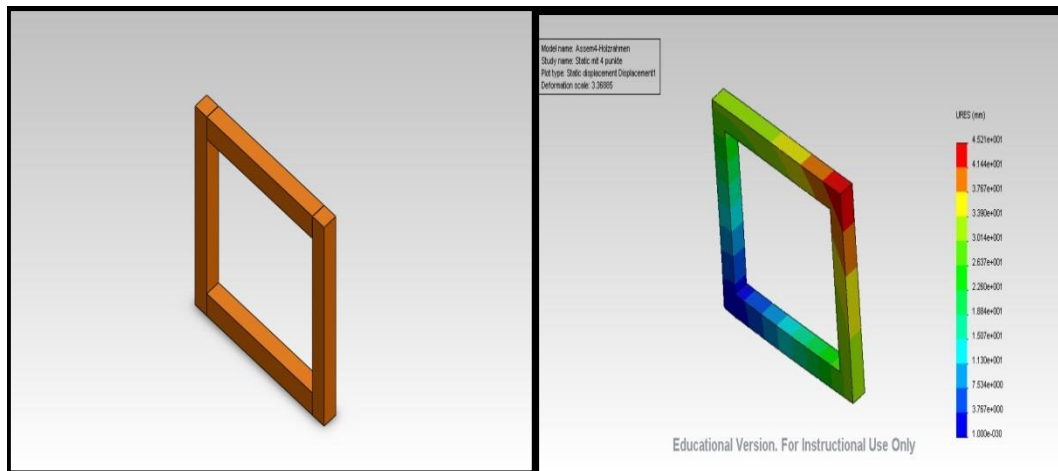 Model name: Assem4-Holzrahmen
Study name: Static mit 4 punkte
Plot type: Static displacement Displacement1
Deformation scale: 3.36885
URES (mm)
4.521e+001
4.144e+001
3.767e+001
3.390e+001
3.014e+001
2.637e+001
2.260e+001
1.884e+001
1.507e+001
1.130e+001
7.534e+000
3.767e+000
1.000e-030
Educational Version. For Instructional Use Only